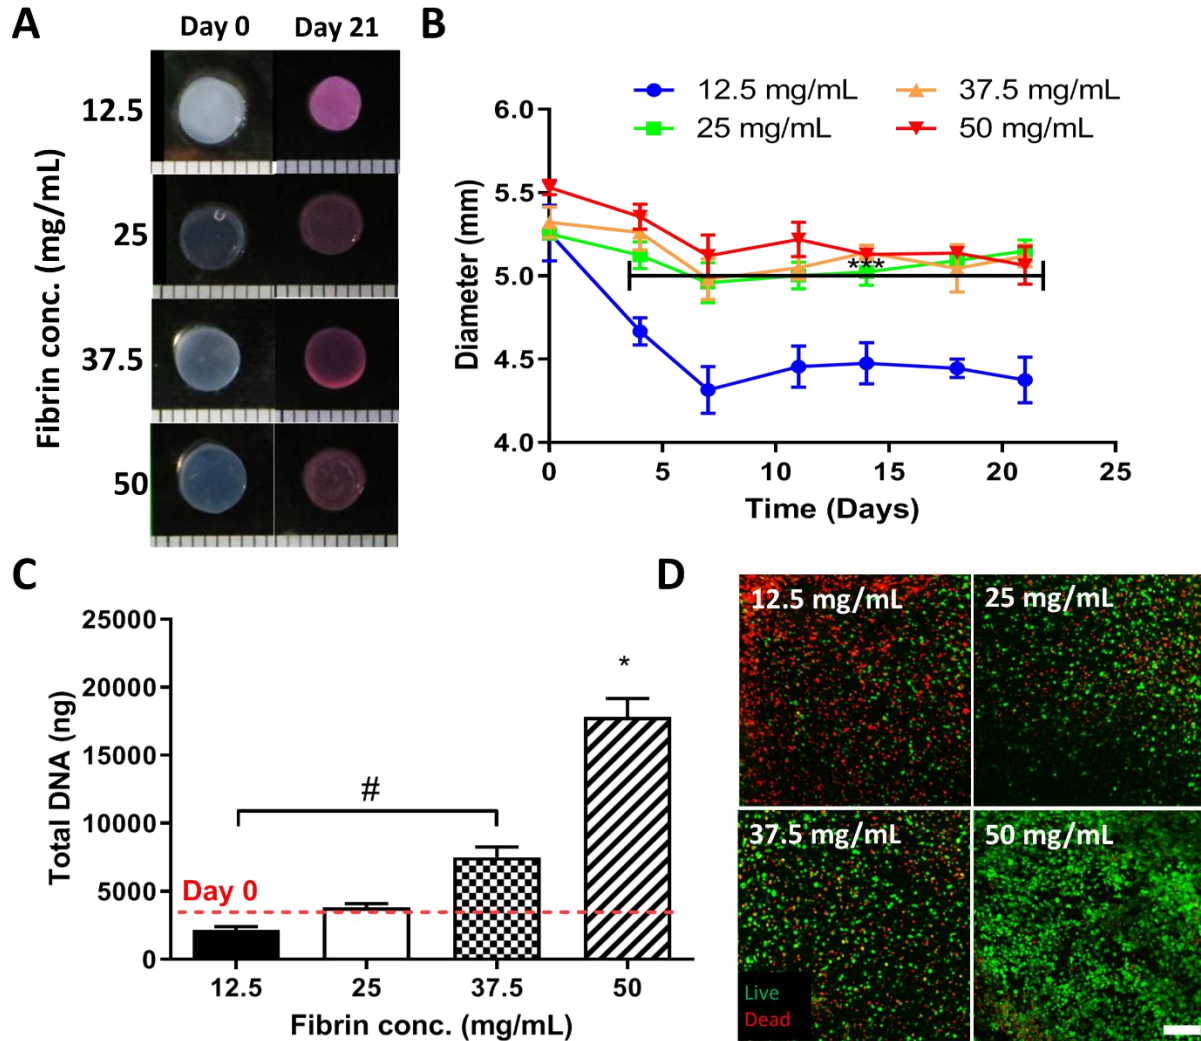 A
Day 0 Day 21
Fibrin conc. (mg/mL)
12.5
25
37.5
50
B
12.5 mg/mL 37.5 mg/mL
25 mg/mL 50 mg/mL
Diameter (mm)
6.0
5.5
5.0
4.5
4.0
***
0 5 10 15 20 25
Time (Days)
C
Total DNA (ng)
25000
20000
15000
10000
5000
0
*
#
Day 0
12.5 25 37.5 50
Fibrin conc. (mg/mL)
D
12.5 mg/mL 25 mg/mL
37.5 mg/mL 50 mg/mL
Live
Dead